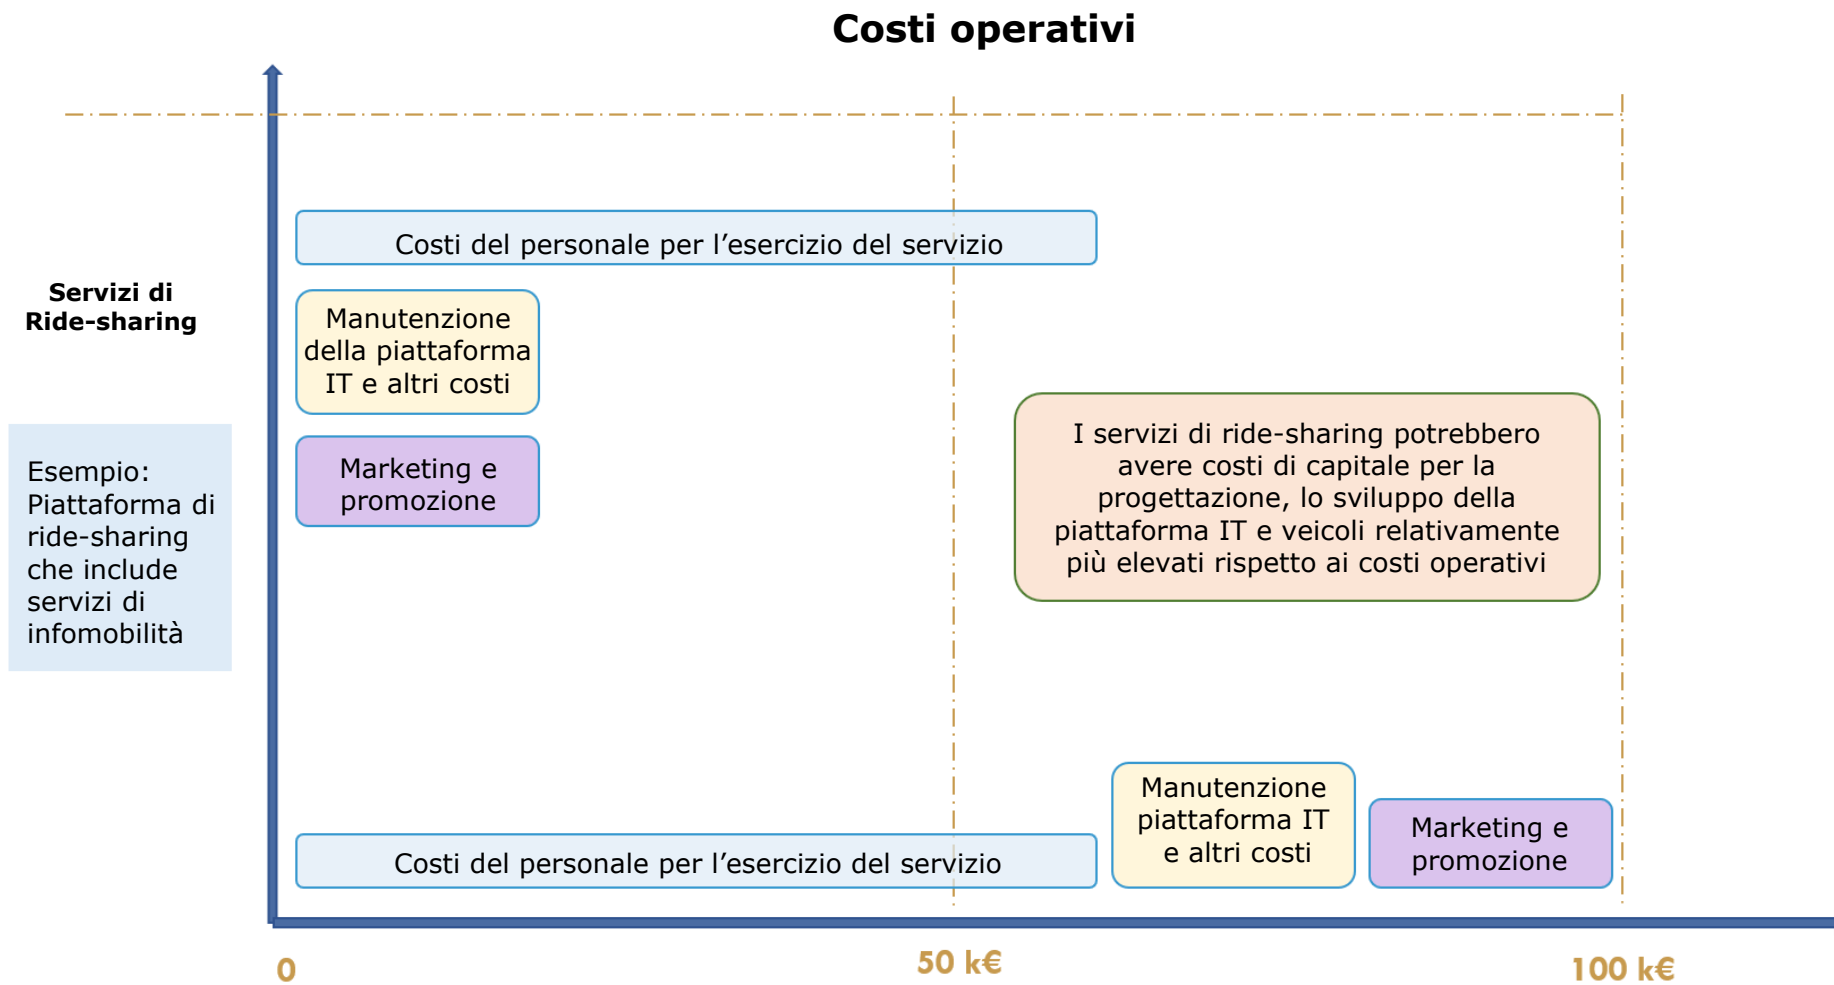 Costi operativi
Costi del personale per l’esercizio del servizio
Servizi di
Ride-sharing
Manutenzione
della piattaforma
IT e altri costi
Marketing e
promozione
Esempio:
Piattaforma di
ride-sharing
che include
servizi di
infomobilità
I servizi di ride-sharing potrebbero
avere costi di capitale per la
progettazione, lo sviluppo della
piattaforma IT e veicoli relativamente
più elevati rispetto ai costi operativi
Costi del personale per l’esercizio del servizio
Manutenzione
piattaforma IT
e altri costi
Marketing e
promozione
0
50 k€
100 k€